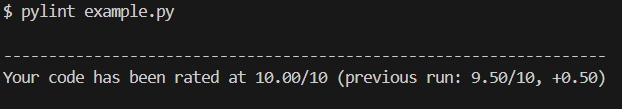 $ pylint example.py
--------------------------------------------------------------------
Your code has been rated at 10.00/10 (previous run: 9.50/10, +0.50)